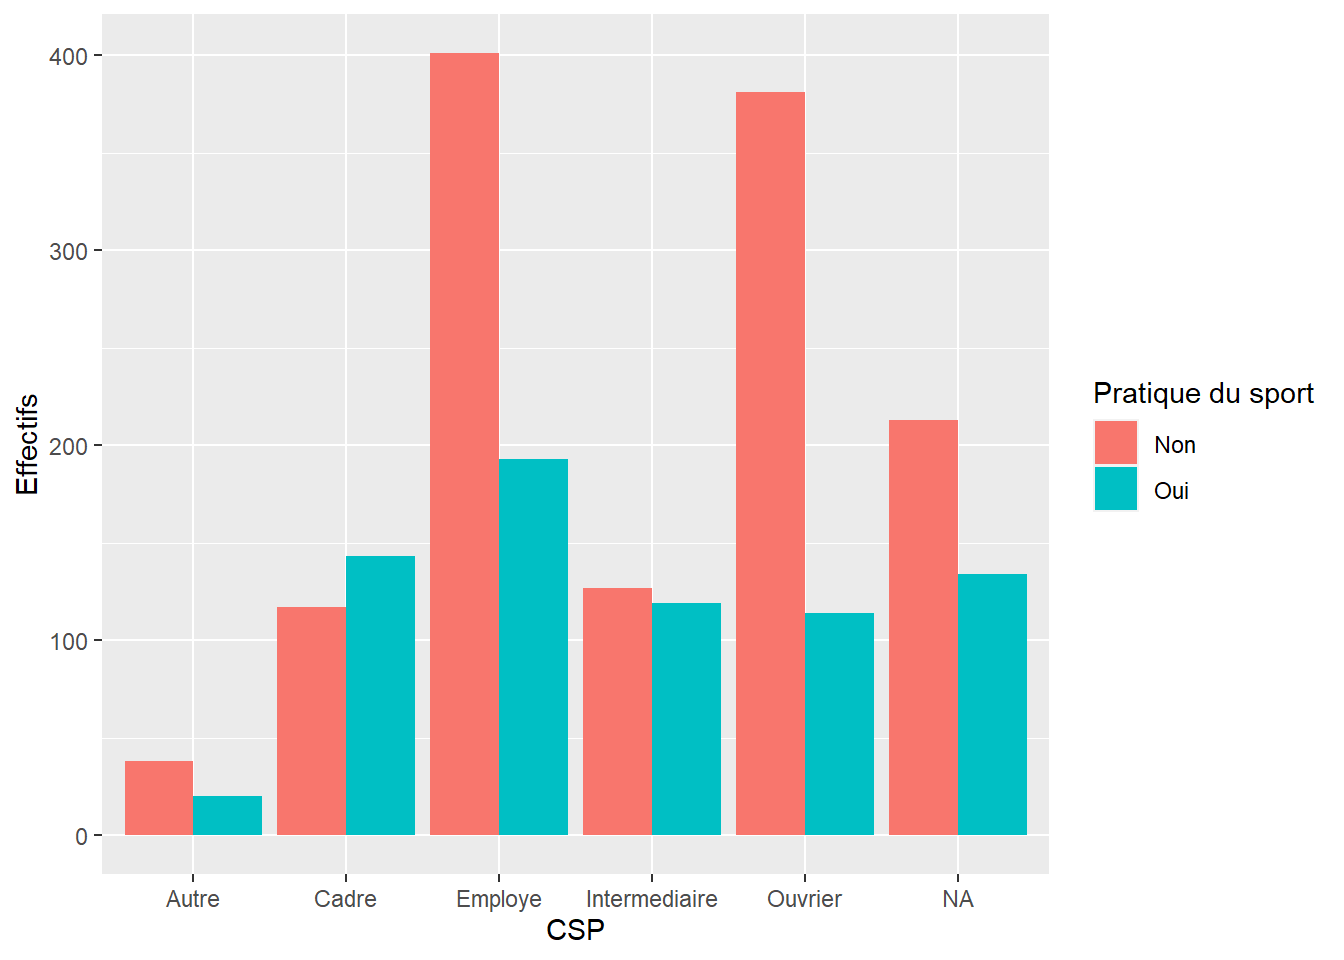 400
300
200
100
0
Effectifs
Autre Cadre Employe Intermediaire Ouvrier NA
CSP
Pratique du sport
Non
Oui